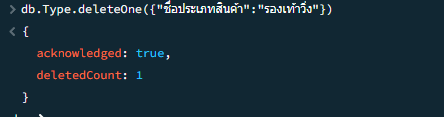 > db.Type.deleteOne({"ชื่อประเภทสินค้า":"รองเท้าวิ่ง"})
< {
acknowledged: true,
deletedCount: 1
}